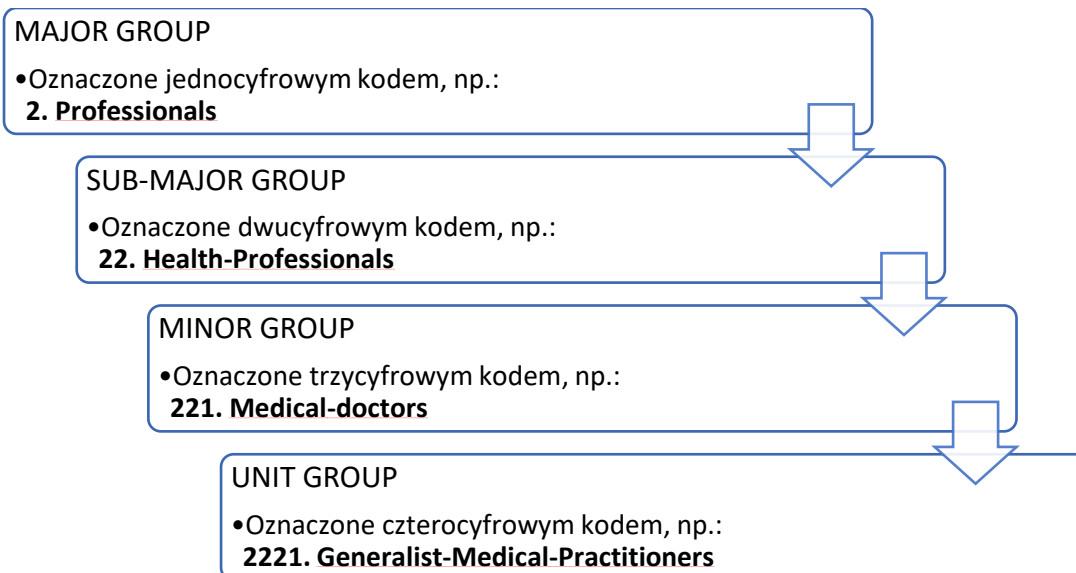 MAJOR GROUP
•Oznaczone jednocyfrowym kodem, np.:
2. Professionals
SUB-MAJOR GROUP
•Oznaczone dwucyfrowym kodem, np.:
22. Health-Professionals
MINOR GROUP
•Oznaczone trzycyfrowym kodem, np.:
221. Medical-doctors
UNIT GROUP
•Oznaczone czterocyfrowym kodem, np.:
2221. Generalist-Medical-Practitioners